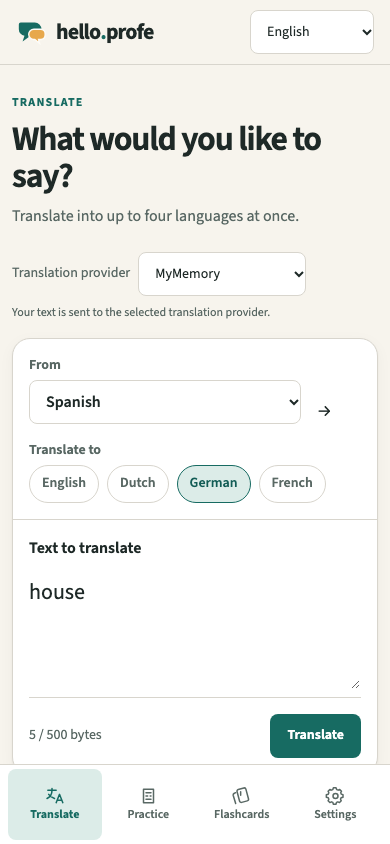 hello.profe
English
TRANSLATE
What would you like to
say?
Translate into up to four languages at once.
Translation provider
MyMemory
Your text is sent to the selected translation provider.
From
Spanish
→
Translate to
English
Dutch
German
French
Text to translate
house
5 / 500 bytes
Translate
Translate
Practice
Flashcards
Settings